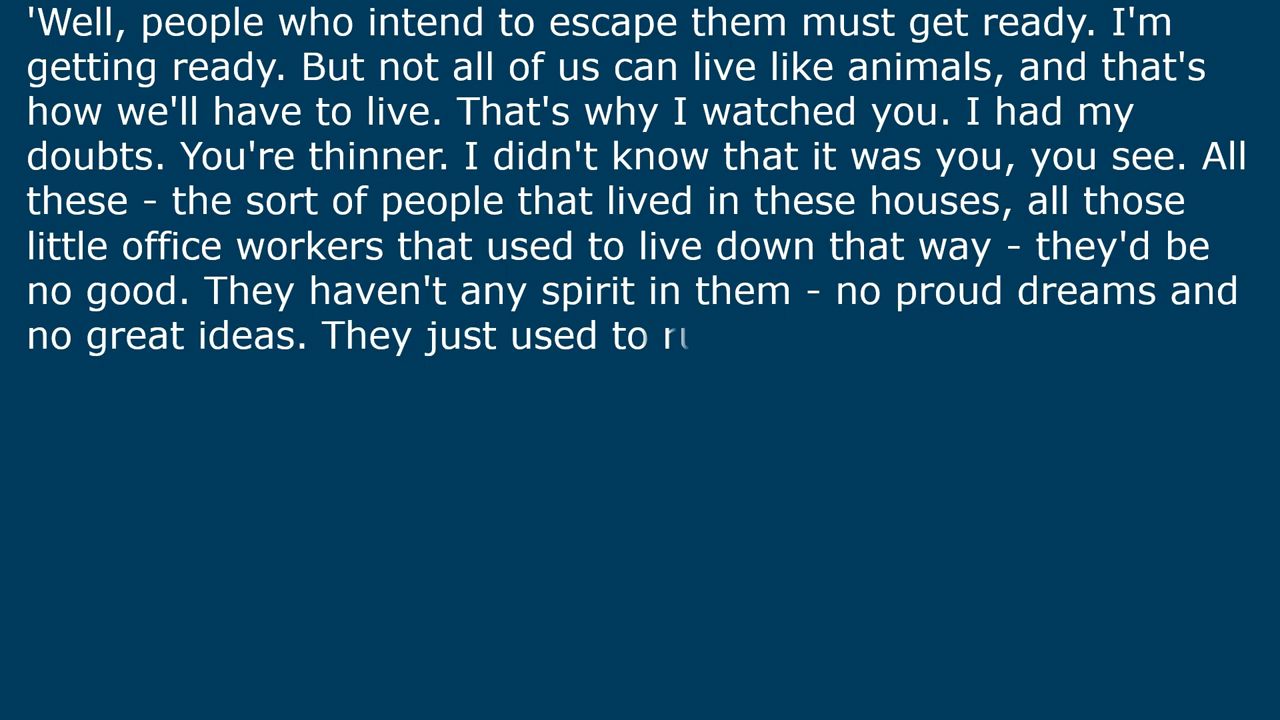 'Well, people who intend to escape them must get ready. I'm
getting ready. But not all of us can live like animals, and that's
how we'll have to live. That's why I watched you. I had my
doubts. You're thinner. I didn't know that it was you, you see. All
these - the sort of people that lived in these houses, all those
little office workers that used to live down that way - they'd be
no good. They haven't any spirit in them - no proud dreams and
no great ideas. They just used to